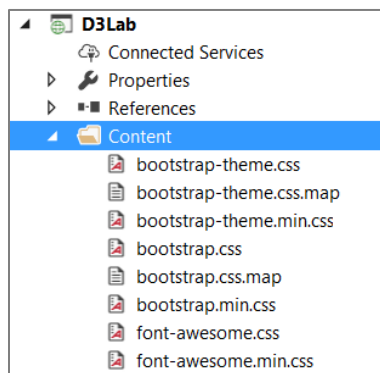 D3Lab
Connected Services
Properties
References
Content
bootstrap-theme.css
bootstrap-theme.css.map
bootstrap-theme.min.css
bootstrap.css
bootstrap.css.map
bootstrap.min.css
font-awesome.css
font-awesome.min.css